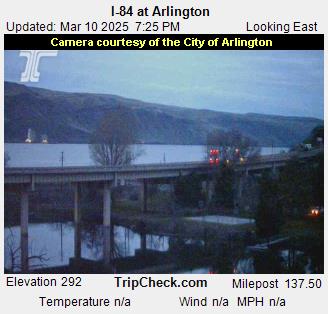 I-84 at Arlington
Updated: Mar 10 2025 7:25 PM Looking East
Camera courtesy of the City of Arlington
Elevation 292 TripCheck.com Milepost 137.50
Temperature n/a Wind n/a MPH n/a